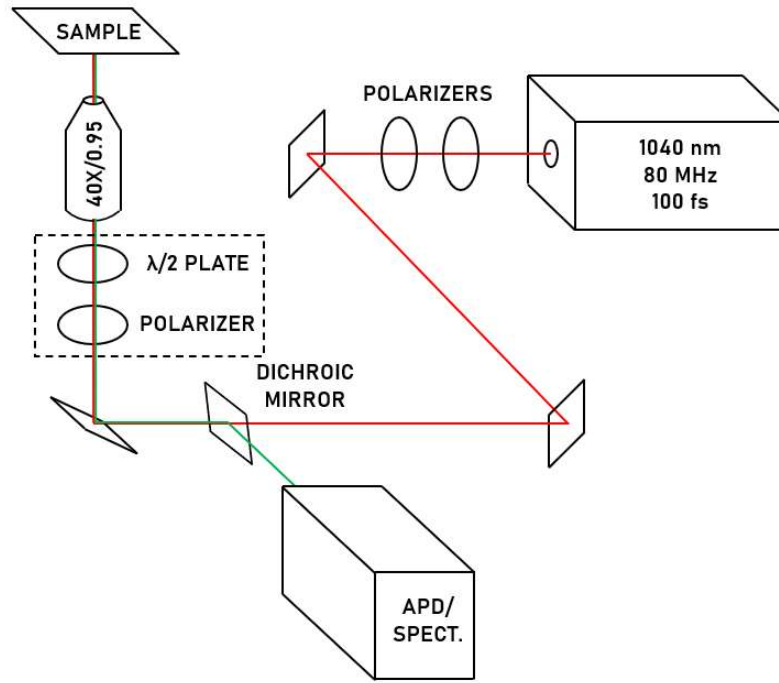 SAMPLE
POLARIZERS
40X/0.95
1040 nm
80 MHz
100 fs
λ/2 PLATE
POLARIZER
DICHROIC
MIRROR
APD/
SPECT.